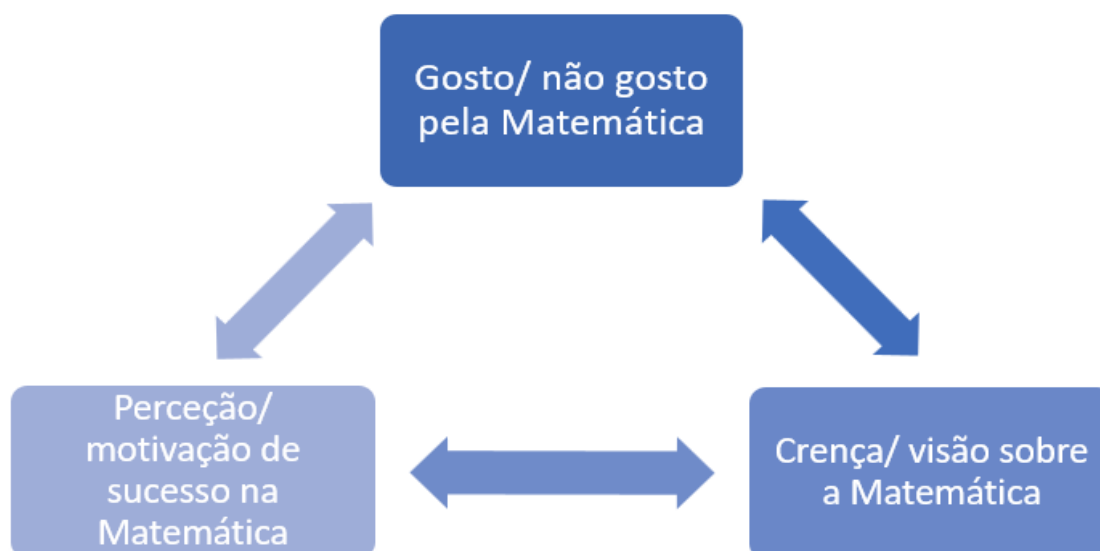 Gosto/ não gosto
pela Matemática
Perceção/
motivação de
sucesso na
Matemática
Crença/ visão sobre
a Matemática